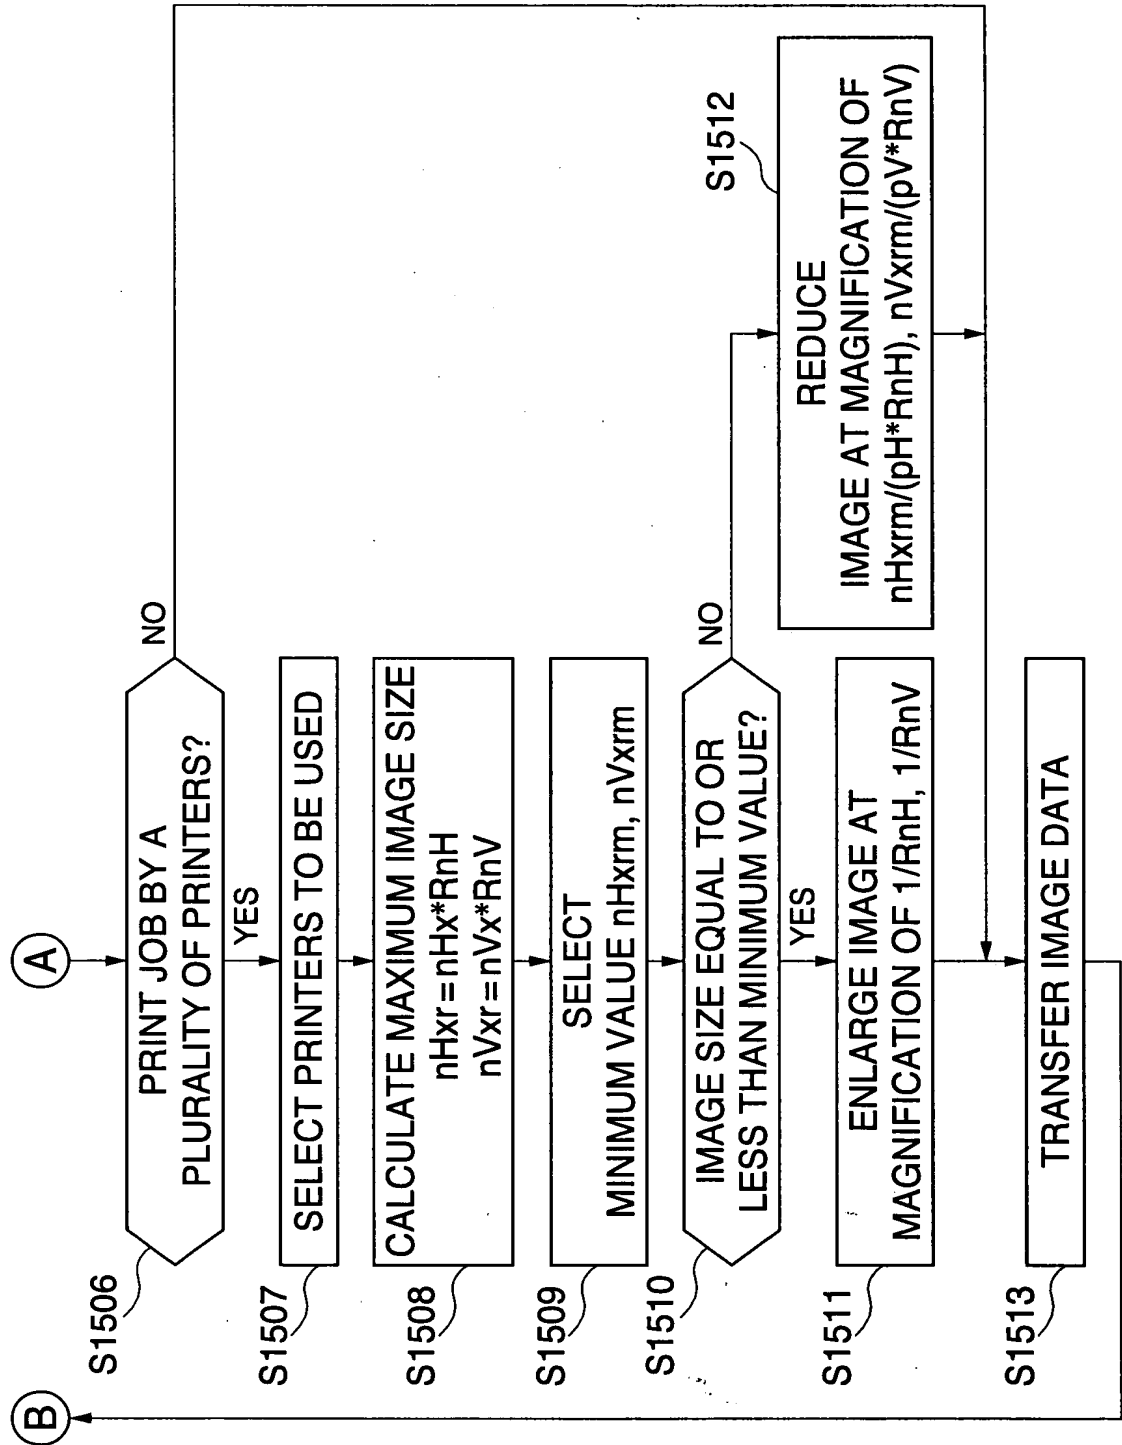 A
S1506
PRINT JOB BY A
PLURALITY OF PRINTERS?
NO
YES
S1507
SELECT PRINTERS TO BE USED
S1508
CALCULATE MAXIMUM IMAGE SIZE
nHxr=nHx*RnH
nVxr=nVx*RnV
S1509
SELECT
MINIMUM VALUE nHxrm, nVxrm
S1510
IMAGE SIZE EQUAL TO OR
LESS THAN MINIMUM VALUE?
NO
YES
S1511
ENLARGE IMAGE AT
MAGNIFICATION OF 1/RnH, 1/RnV
S1512
REDUCE
IMAGE AT MAGNIFICATION OF
nHxrm/(pH*RnH), nVxrm/(pV*RnV)
S1513
TRANSFER IMAGE DATA
B